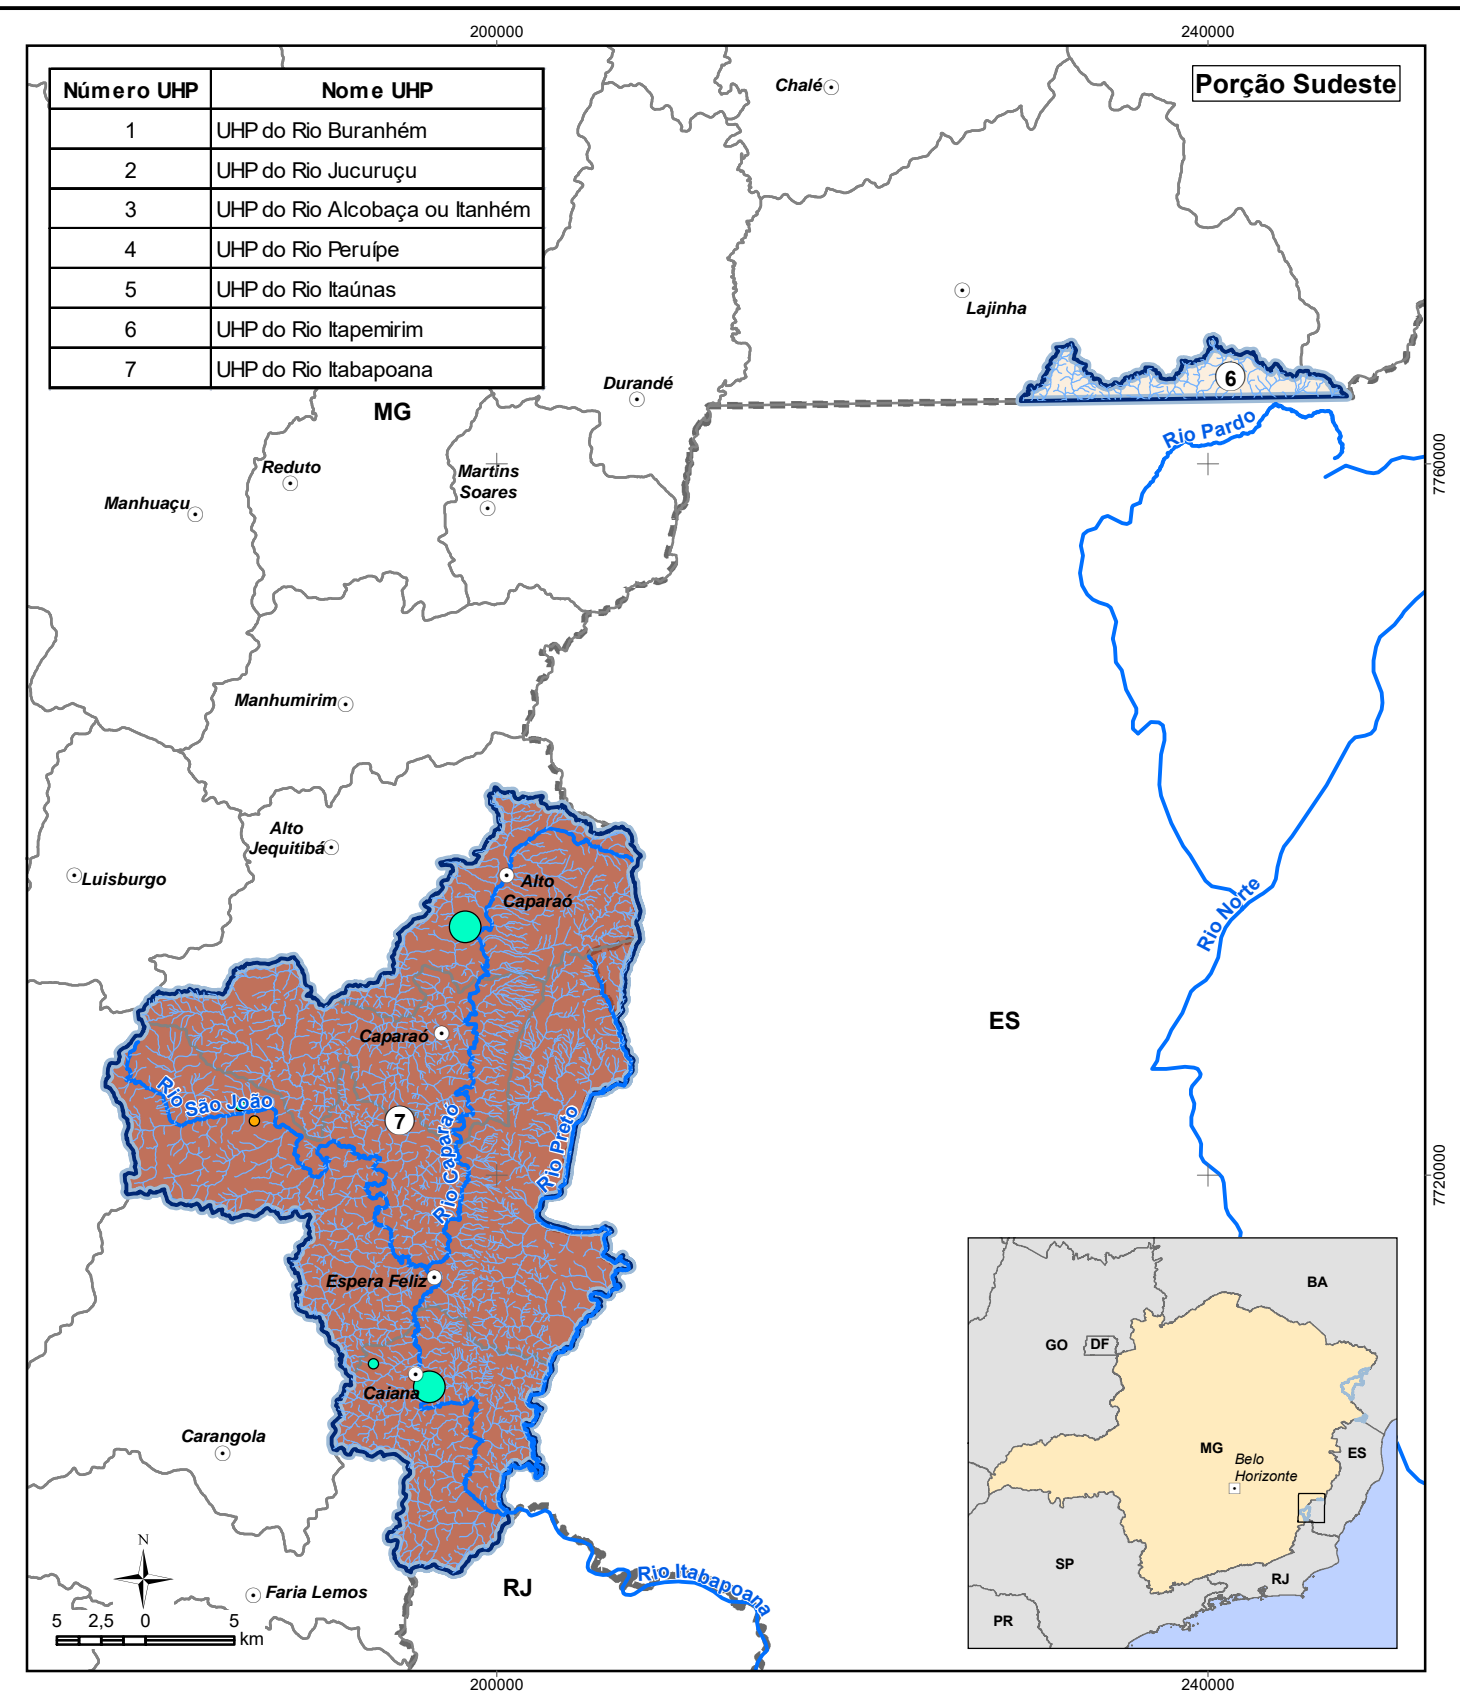 200000
240000
Número UHP Nome UHP
1 UHP do Rio Buranhém
2 UHP do Rio Jucuruçu
3 UHP do Rio Alcobaça ou Itanhém
4 UHP do Rio Peruípe
5 UHP do Rio Itaúnas
6 UHP do Rio Itapemirim
7 UHP do Rio Itabapoana
Porção Sudeste
Chalé
Lajinha
Durandé
MG
6
Rio Pardo
Reduto
Martins
Soares
Manhuaçu
7760000
Manhumirim
Alto
Jequitibá
Luisburgo
Alto
Caparaó
Rio Norte
ES
Caparaó
Rio São João
7
Rio Caparaó
Rio Preto
7720000
Espera Feliz
Caiana
Carangola
Faria Lemos
RJ
Rio Itabapoana
N
5 2,5 0 5
km
BA
GO
DF
MG
Belo
Horizonte
ES
SP
RJ
PR
200000
240000